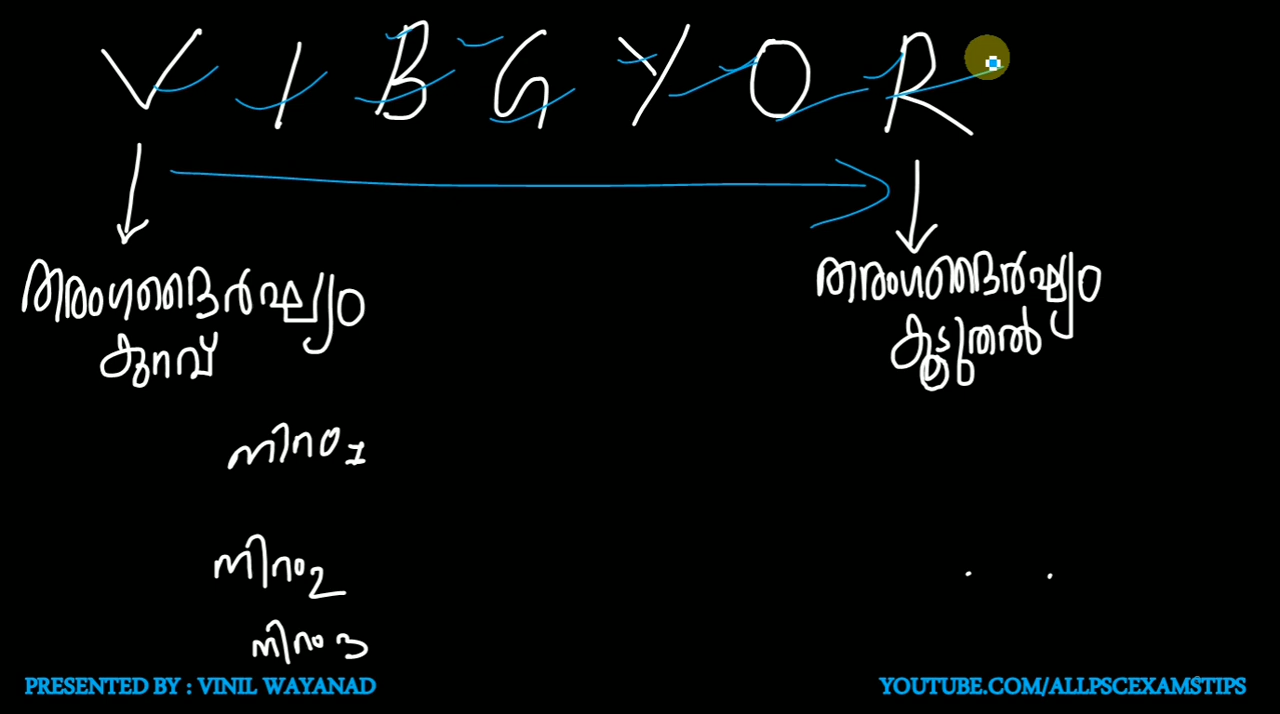 V I B G Y O R
തരംഗദൈർഘ്യം
കുറവ്
തരംഗദൈർഘ്യം
കൂടുതൽ
നിറം 1
നിറം 2
നിറം 3
PRESENTED BY : VINIL WAYANAD
YOUTUBE.COM/ALLPSCEXAMSTIPS